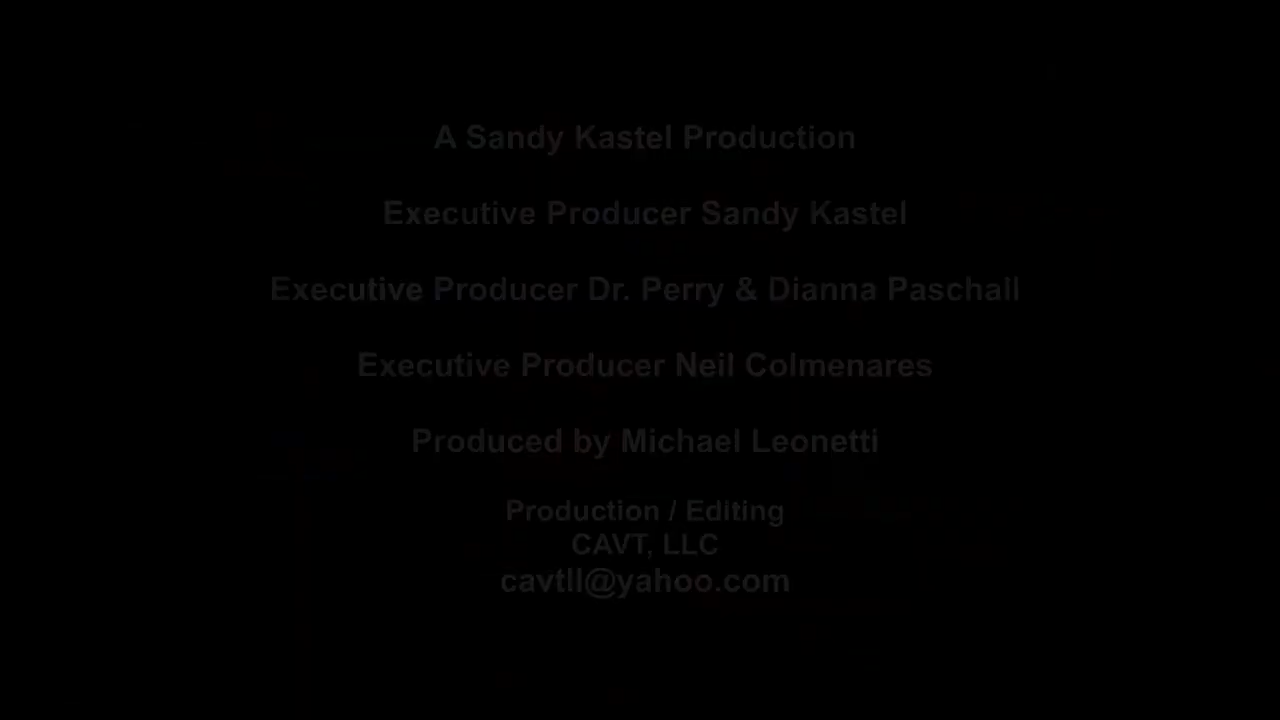 A Sandy Kastel Production
Executive Producer Sandy Kastel
Executive Producer Dr. Perry & Dianna Paschall
Executive Producer Neil Colmenares
Produced by Michael Leonetti
Production / Editing
CAVT, LLC
cavtll@yahoo.com